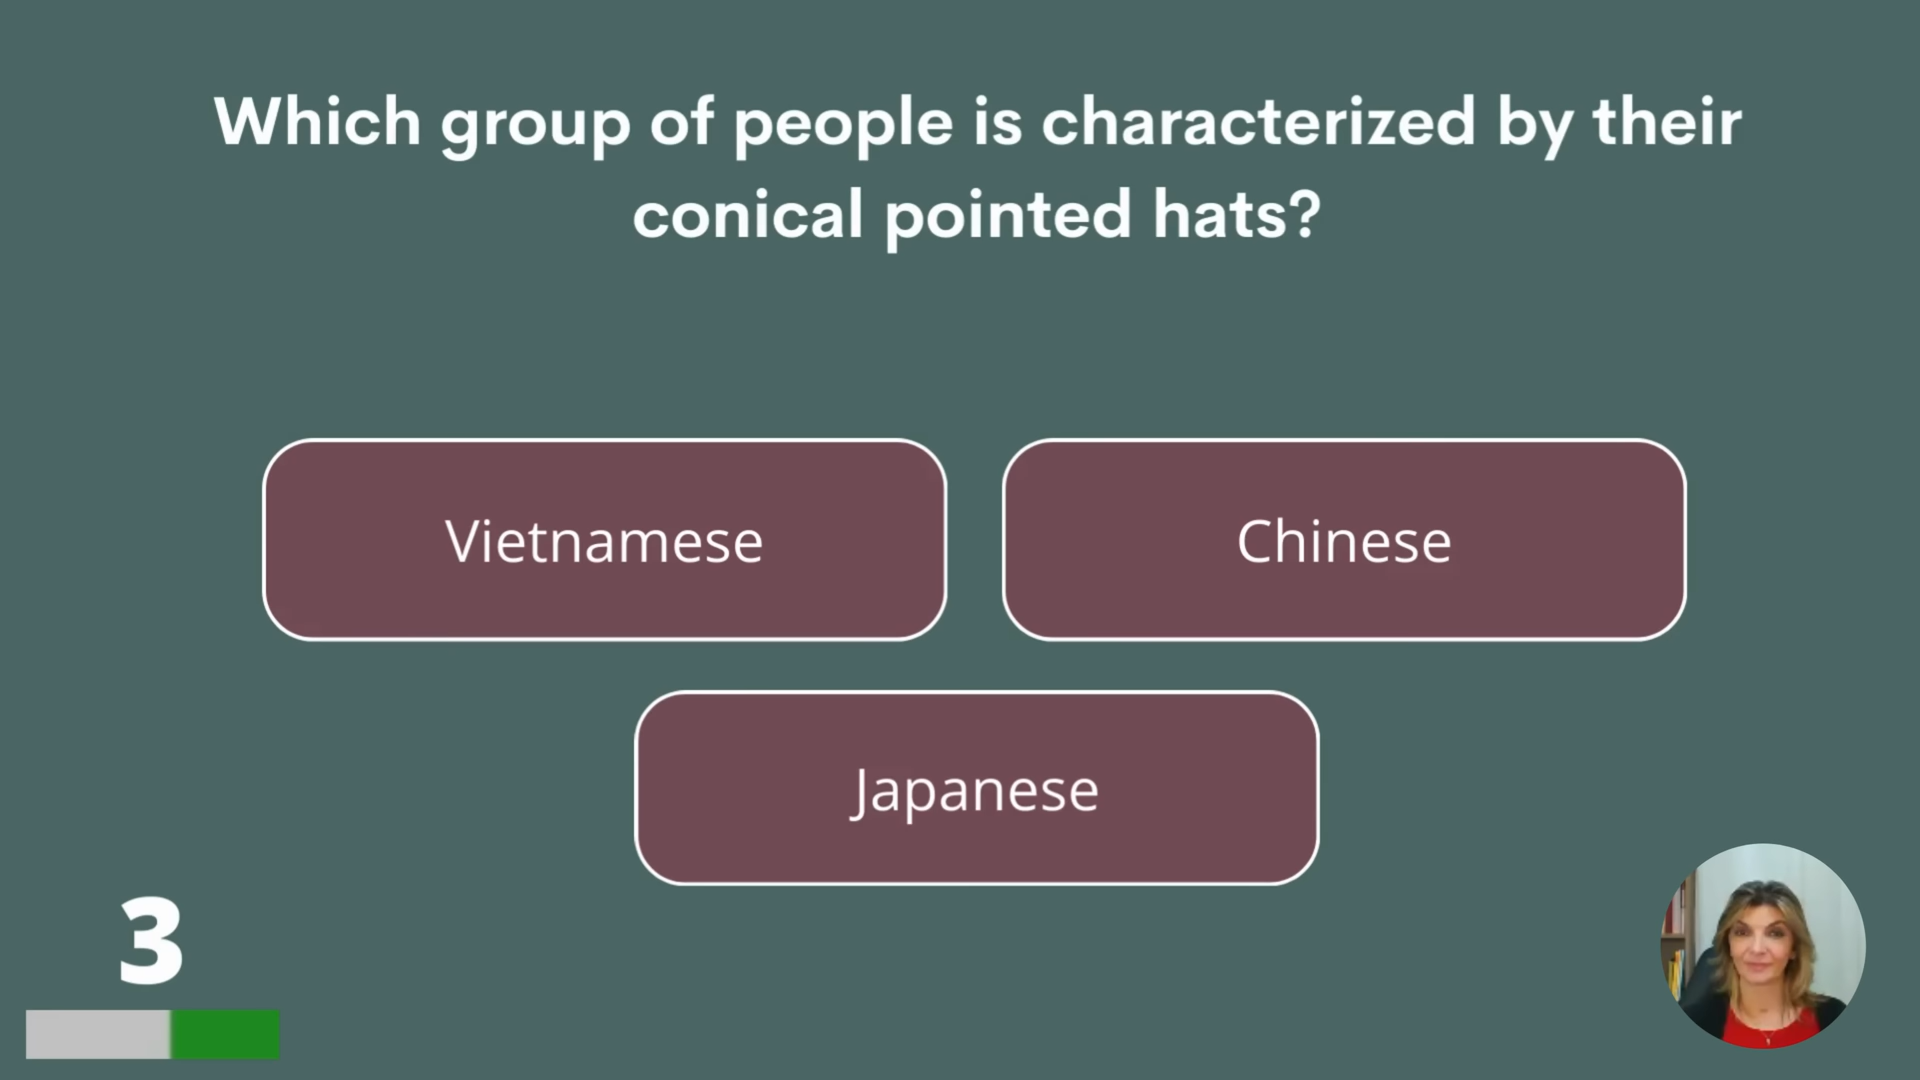 Which group of people is characterized by their
conical pointed hats?
Vietnamese
Chinese
Japanese
3